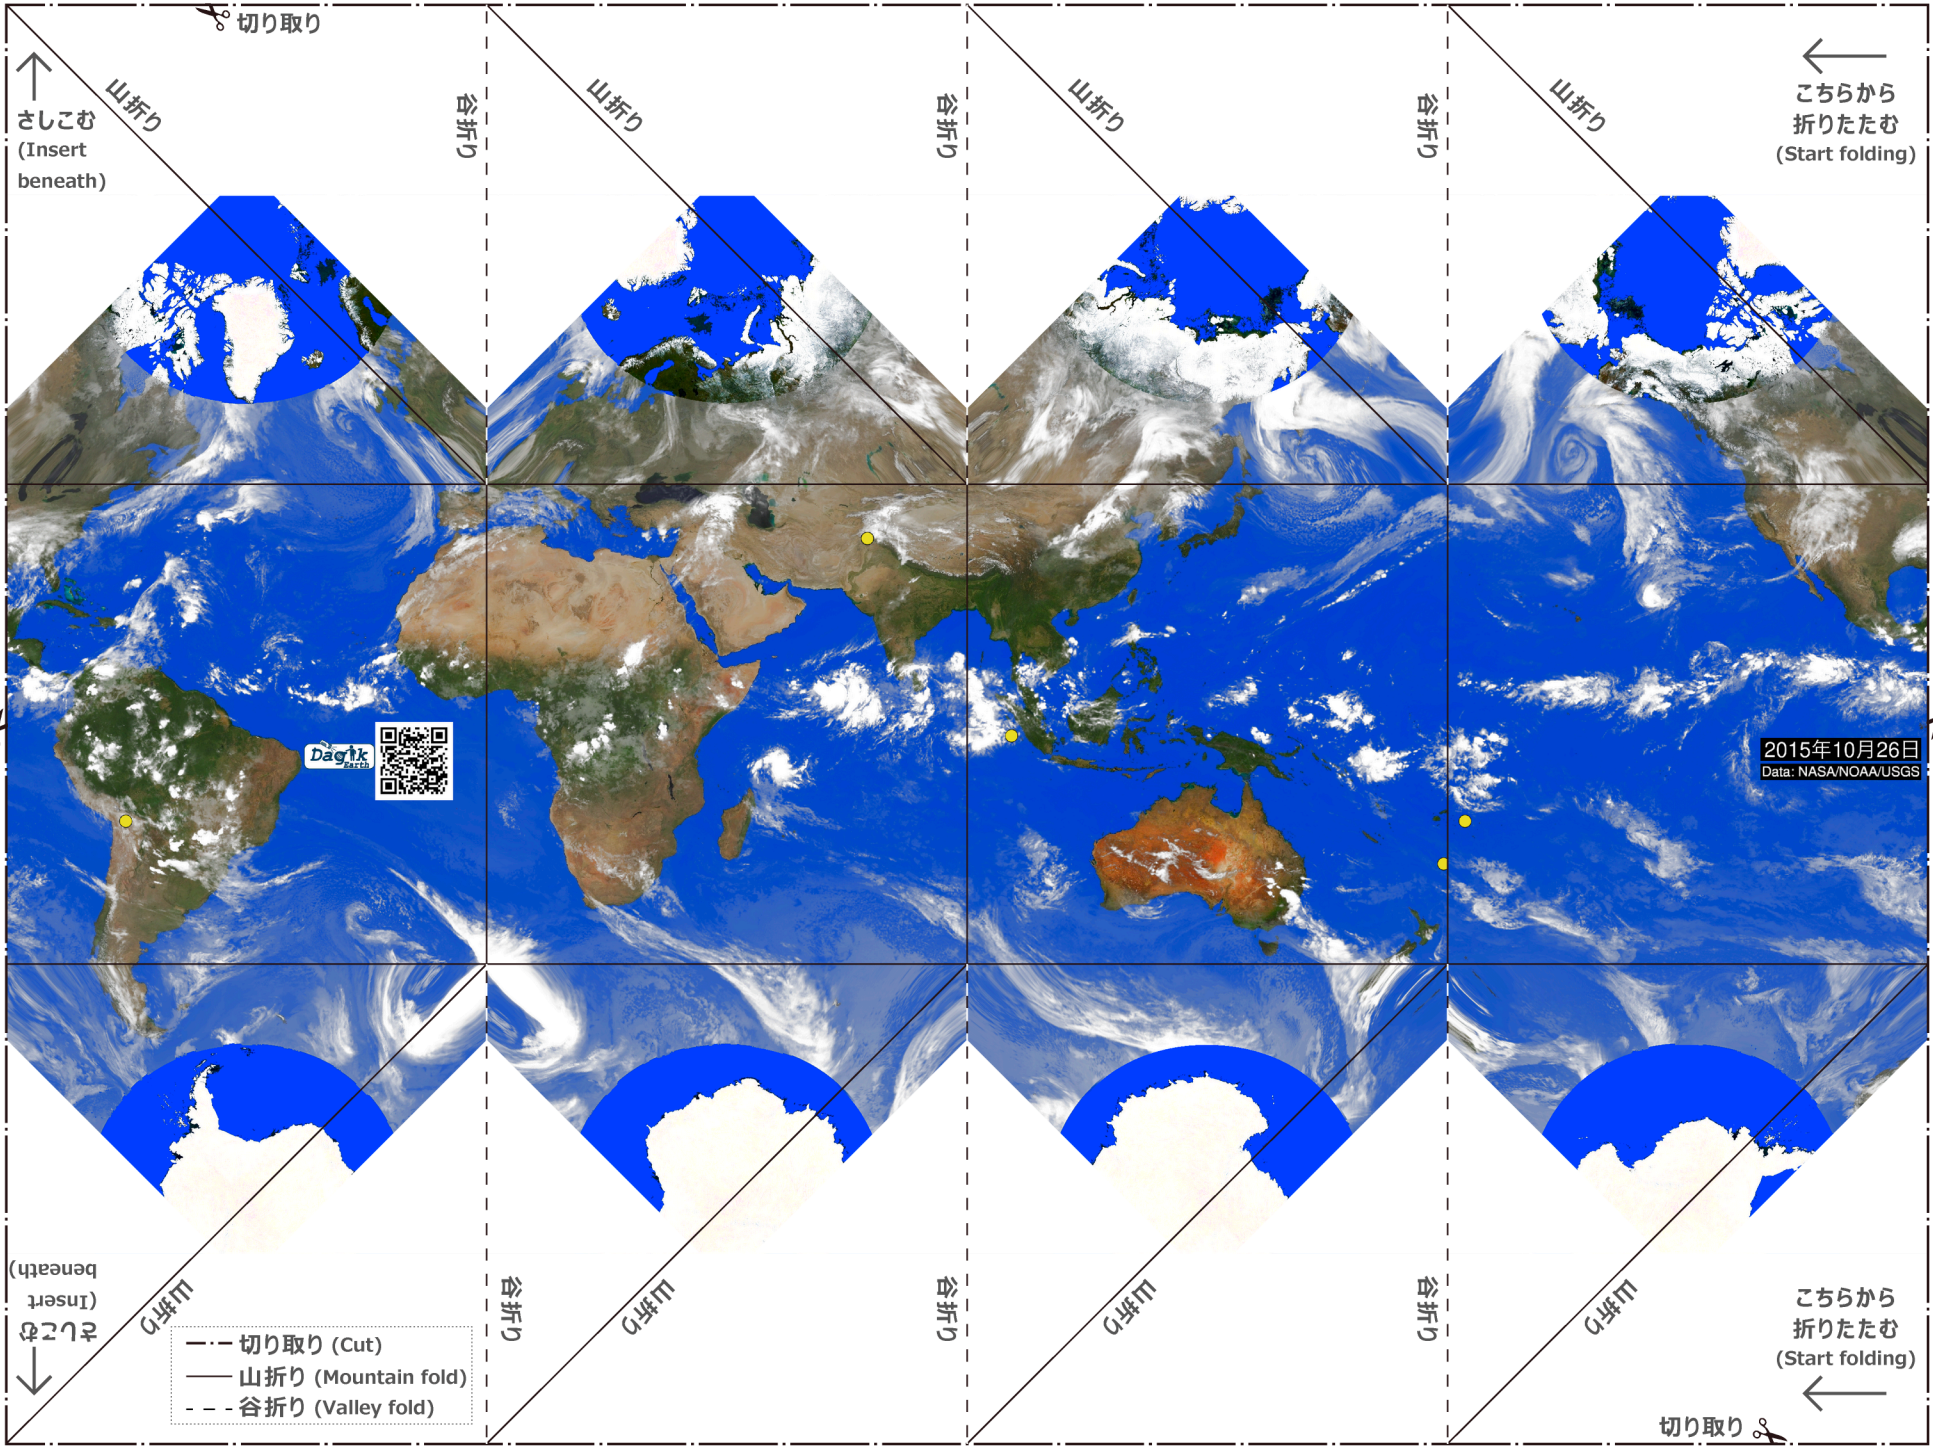 切り取り
山折り
谷折り
山折り
谷折り
山折り
谷折り
山折り
さしこむ
(Insert
beneath)
こちらから
折りたたむ
(Start folding)
Dagik
Earth
2015年10月26日
Data: NASA/NOAA/USGS
さしこむ
(Insert
beneath)
山折り
谷折り
山折り
谷折り
山折り
谷折り
山折り
切り取り (Cut)
山折り (Mountain fold)
谷折り (Valley fold)
こちらから
折りたたむ
(Start folding)
切り取り